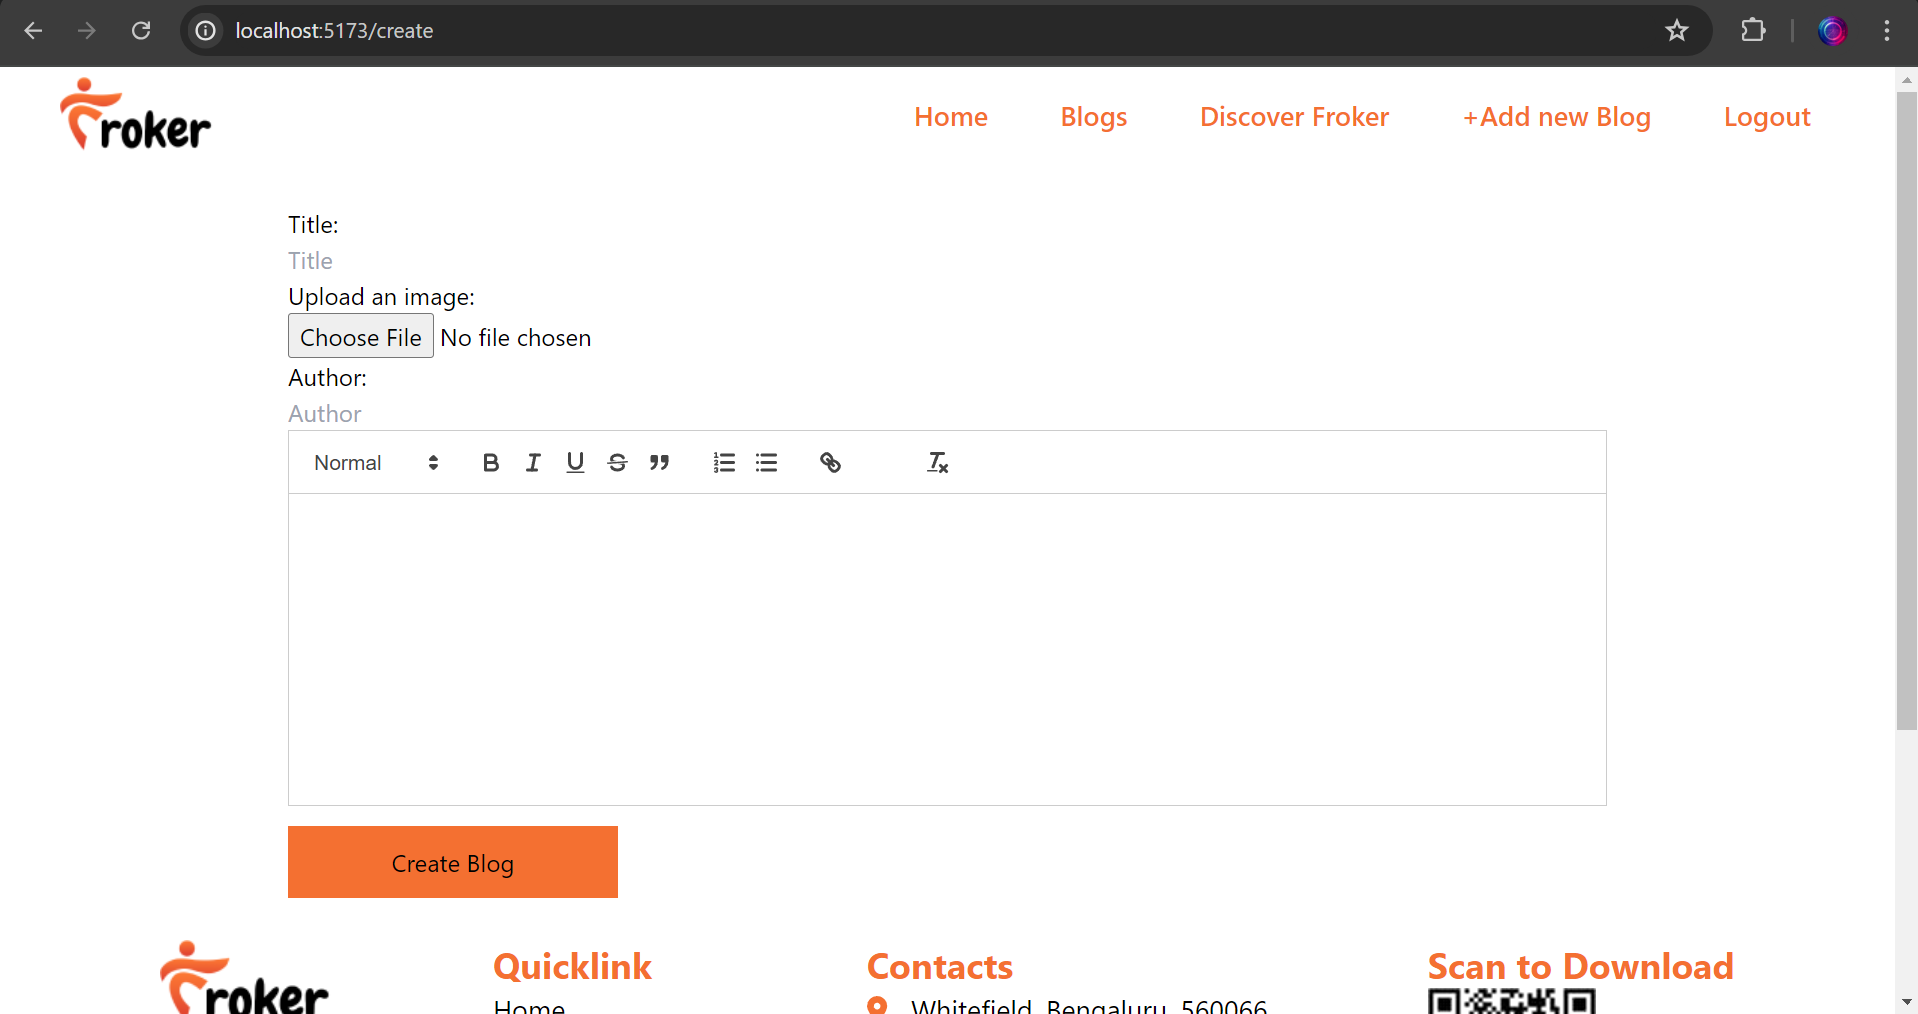 localhost:5173/create
Froker
Home Blogs Discover Froker +Add new Blog Logout
Title:
Title
Upload an image:
Choose File No file chosen
Author:
Author
Normal
Create Blog
Froker Quicklink Contacts Scan to Download
Home Whitefield, Bengaluru, 560066